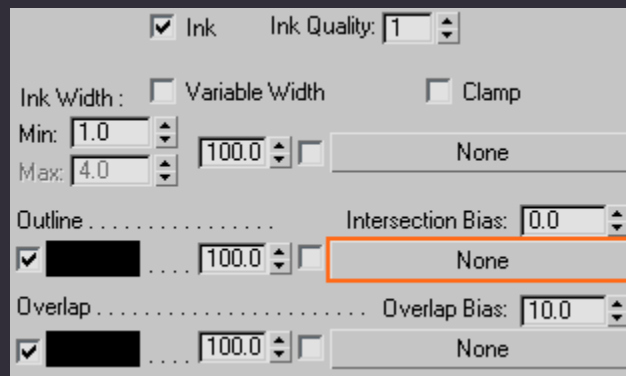 Ink Ink Quality: 1
Ink Width : Variable Width Clamp
Min: 1.0
100.0 None
Max: 4.0
Outline . . . . . . . . . . . . . . . . Intersection Bias: 0.0
. . . . 100.0 None
Overlap . . . . . . . . . . . . . . . . . . . . . . . . Overlap Bias: 10.0
. . . . 100.0 None